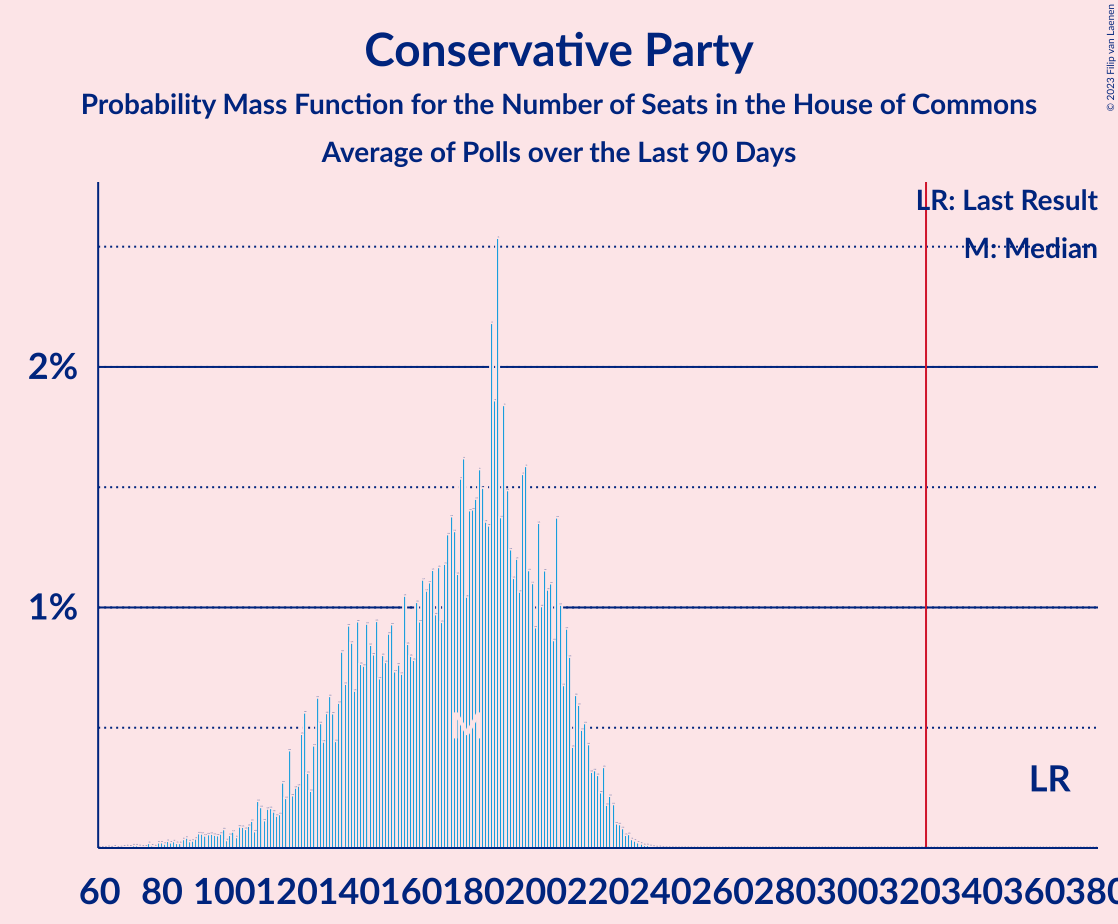 Conservative Party
Probability Mass Function for the Number of Seats in the House of Commons
Average of Polls over the Last 90 Days
© 2023 Filip van Laenen
LR: Last Result
M: Median
2%
1%
M
LR
60 80 100 120 140 160 180 200 220 240 260 280 300 320 340 360 380